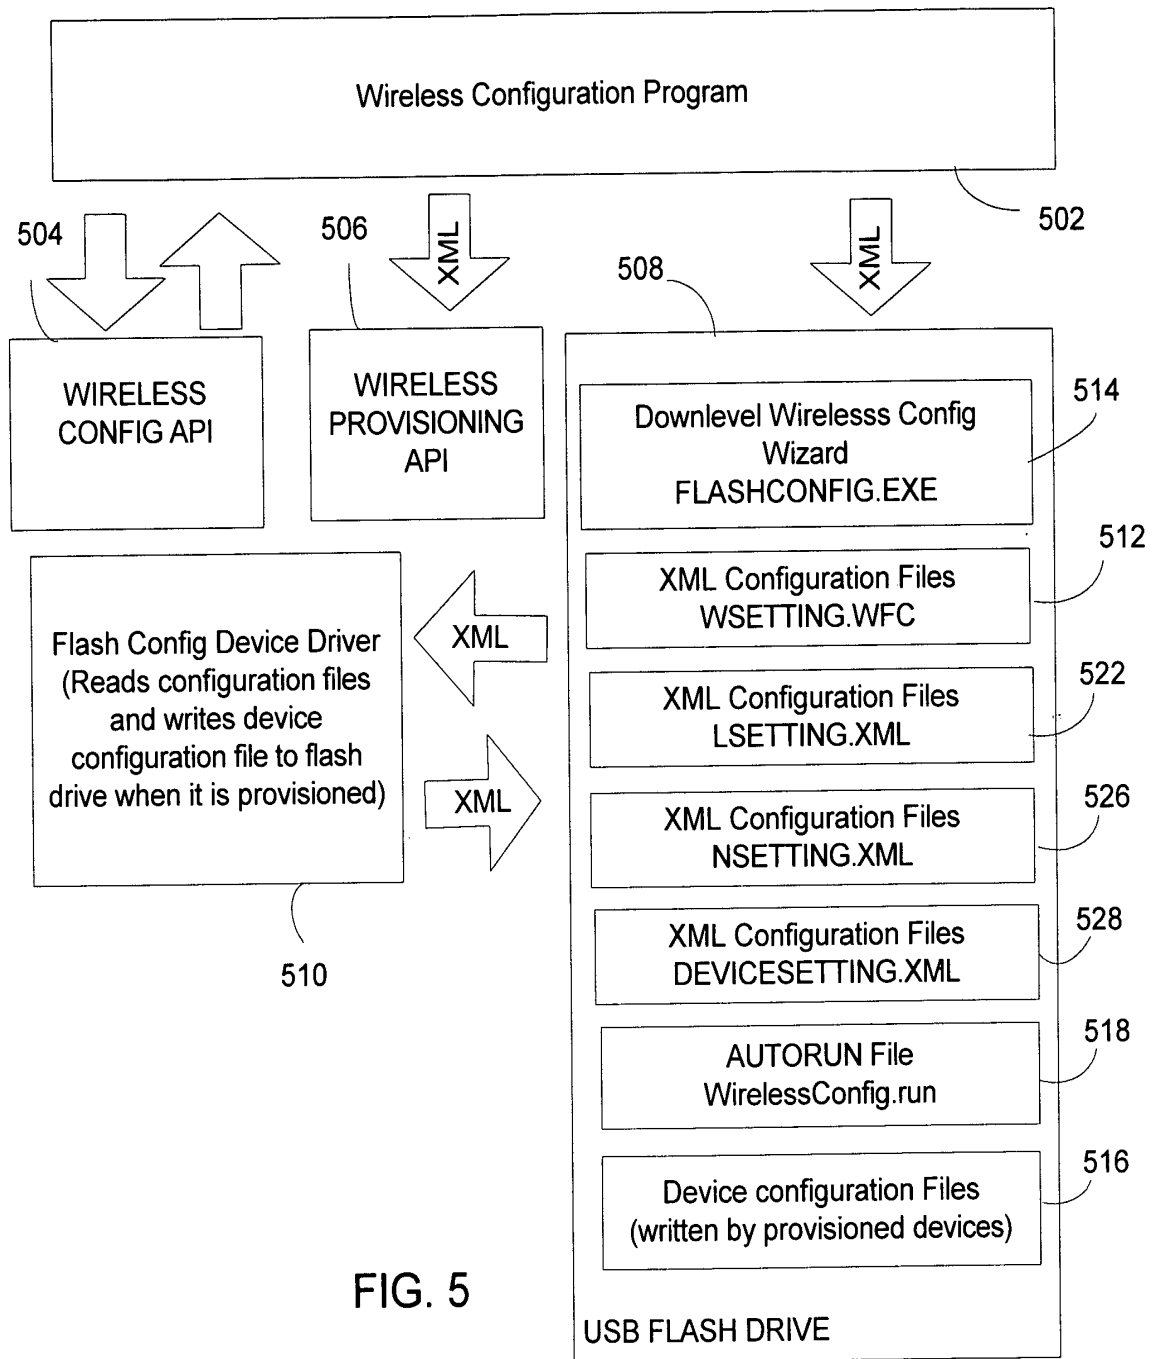 Wireless Configuration Program
502
504
506
XML
XML
508
WIRELESS
CONFIG API
WIRELESS
PROVISIONING
API
Downlevel Wirelesss Config
Wizard
FLASHCONFIG.EXE
514
XML Configuration Files
WSETTING.WFC
512
Flash Config Device Driver
(Reads configuration files
and writes device
configuration file to flash
drive when it is provisioned)
510
XML
XML
XML Configuration Files
LSETTING.XML
522
XML Configuration Files
NSETTING.XML
526
XML Configuration Files
DEVICESETTING.XML
528
AUTORUN File
WirelessConfig.run
518
Device configuration Files
(written by provisioned devices)
516
USB FLASH DRIVE
FIG. 5